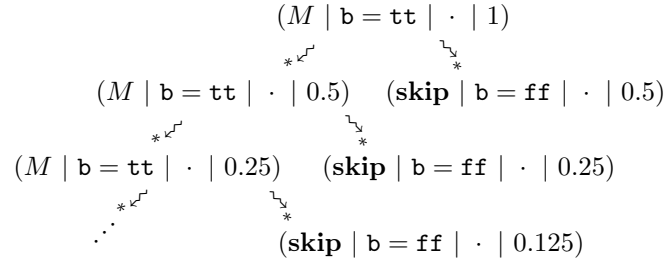 (M | b = tt | · | 1)
(M | b = tt | · | 0.5) (skip | b = ff | · | 0.5)
(M | b = tt | · | 0.25) (skip | b = ff | · | 0.25)
(skip | b = ff | · | 0.125)